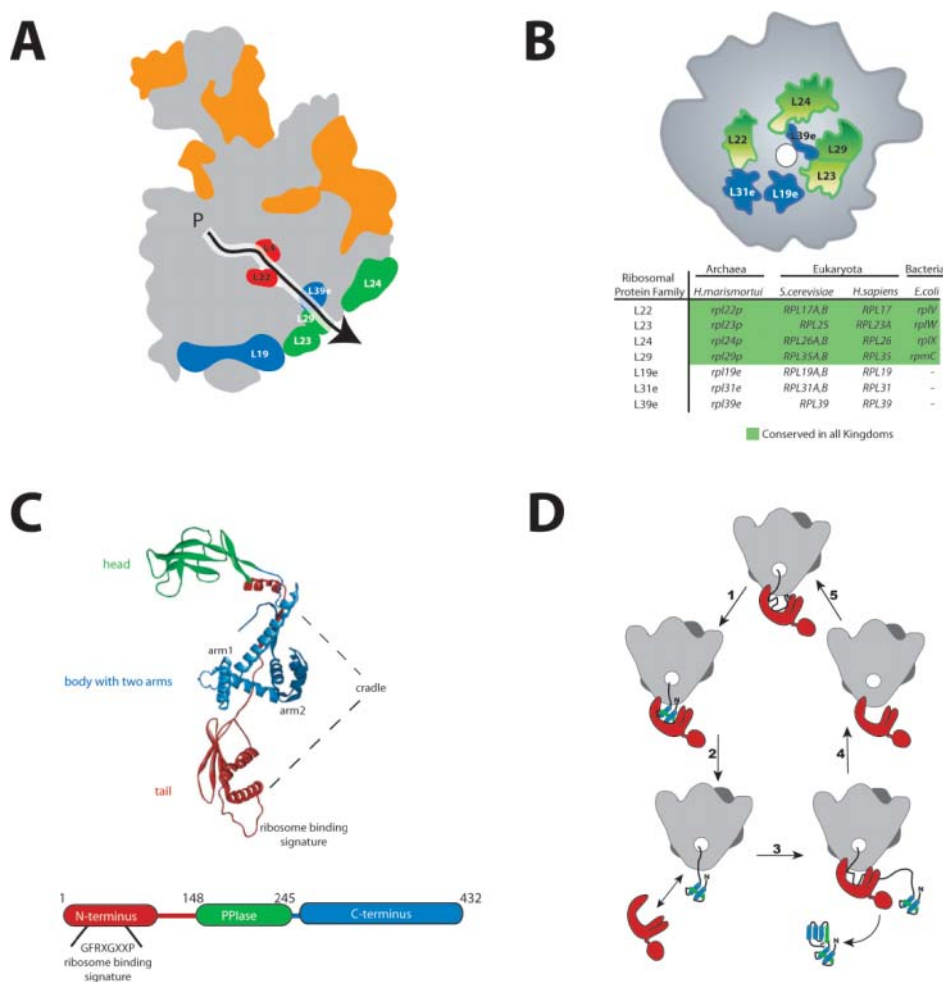 A
P
L4
L22
L39e
L29
L23
L24
L19
B
L24
L39e
L22
L29
L23
L31e
L19e
Ribosomal Protein Family Archaea Eukaryota Bacteria
H.marismortui S.cerevisiae H.sapiens E.coli
L22 rpl22p RPL17A,B RPL17 rplV
L23 rpl23p RPL25 RPL23A rplW
L24 rpl24p RPL26A,B RPL26 rplX
L29 rpl29p RPL35A,B RPL35 rpmC
L19e rpl19e RPL19A,B RPL19 -
L31e rpl31e RPL31A,B RPL31 -
L39e rpl39e RPL39 RPL39 -
Conserved in all Kingdoms
C
head
arm1
body with two arms
cradle
arm2
tail
ribosome binding
signature
1 148 245 432
N-terminus PPIase C-terminus
GFRXGXXP
ribosome binding
signature
D
1
5
N
2
4
3
N
N
N
C